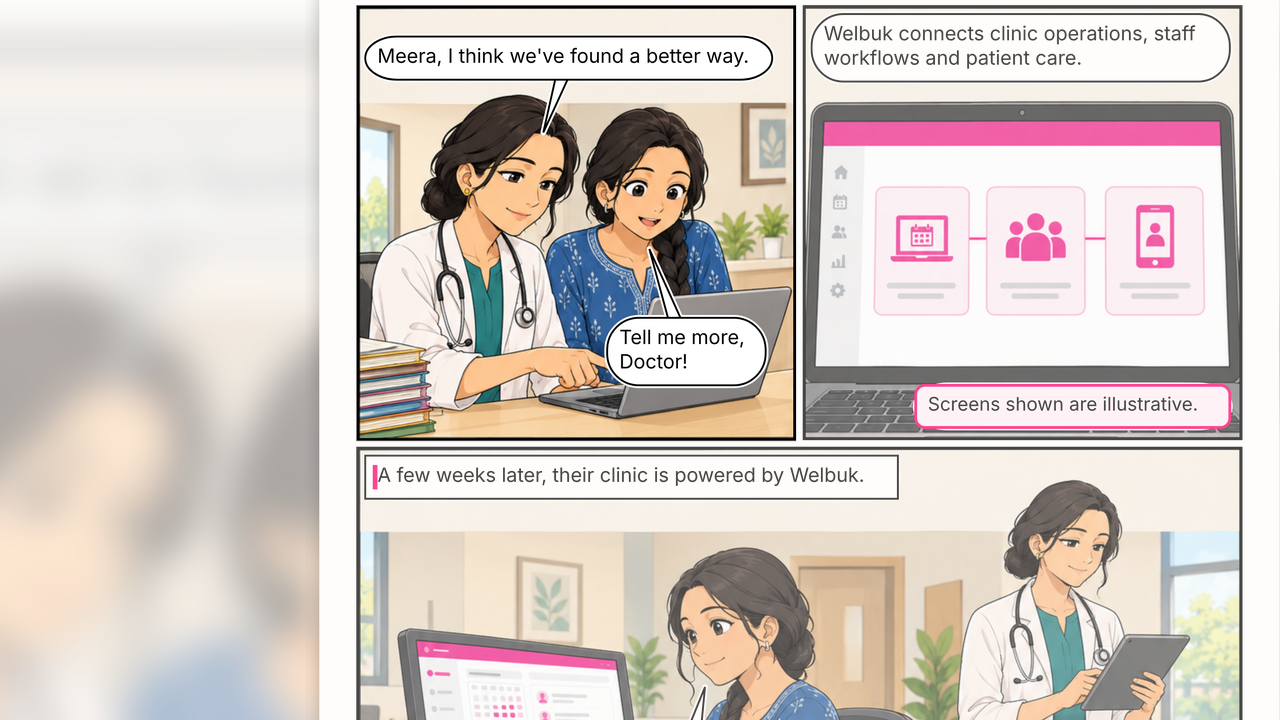 Meera, I think we've found a better way.
Tell me more,
Doctor!
Welbuk connects clinic operations, staff
workflows and patient care.
Screens shown are illustrative.
A few weeks later, their clinic is powered by Welbuk.